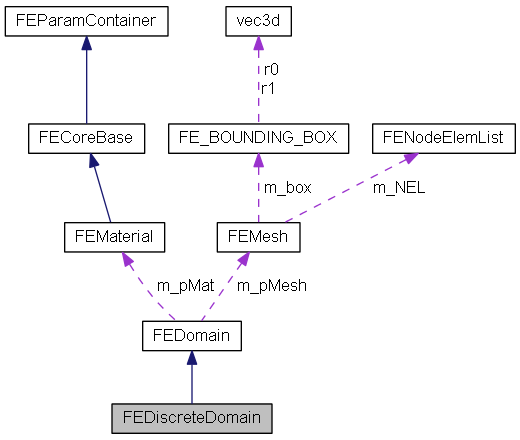 FEParamContainer
vec3d
r0
r1
FECoreBase
FE_BOUNDING_BOX
FENodeElemList
m_box
m_NEL
FEMaterial
FEMesh
m_pMat
m_pMesh
FEDomain
FEDiscreteDomain